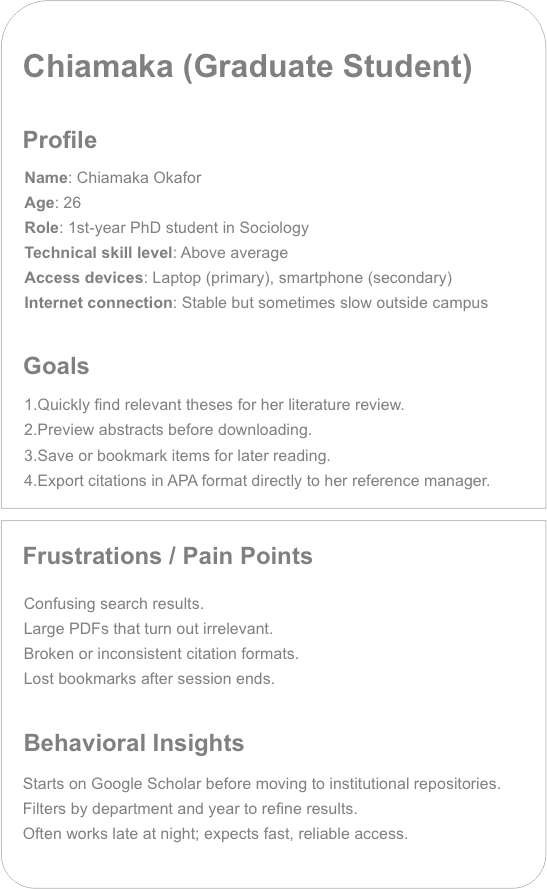 Chiamaka (Graduate Student)
Profile
Name: Chiamaka Okafor
Age: 26
Role: 1st-year PhD student in Sociology
Technical skill level: Above average
Access devices: Laptop (primary), smartphone (secondary)
Internet connection: Stable but sometimes slow outside campus
Goals
1.Quickly find relevant theses for her literature review.
2.Preview abstracts before downloading.
3.Save or bookmark items for later reading.
4.Export citations in APA format directly to her reference manager.
Frustrations / Pain Points
Confusing search results.
Large PDFs that turn out irrelevant.
Broken or inconsistent citation formats.
Lost bookmarks after session ends.
Behavioral Insights
Starts on Google Scholar before moving to institutional repositories.
Filters by department and year to refine results.
Often works late at night; expects fast, reliable access.